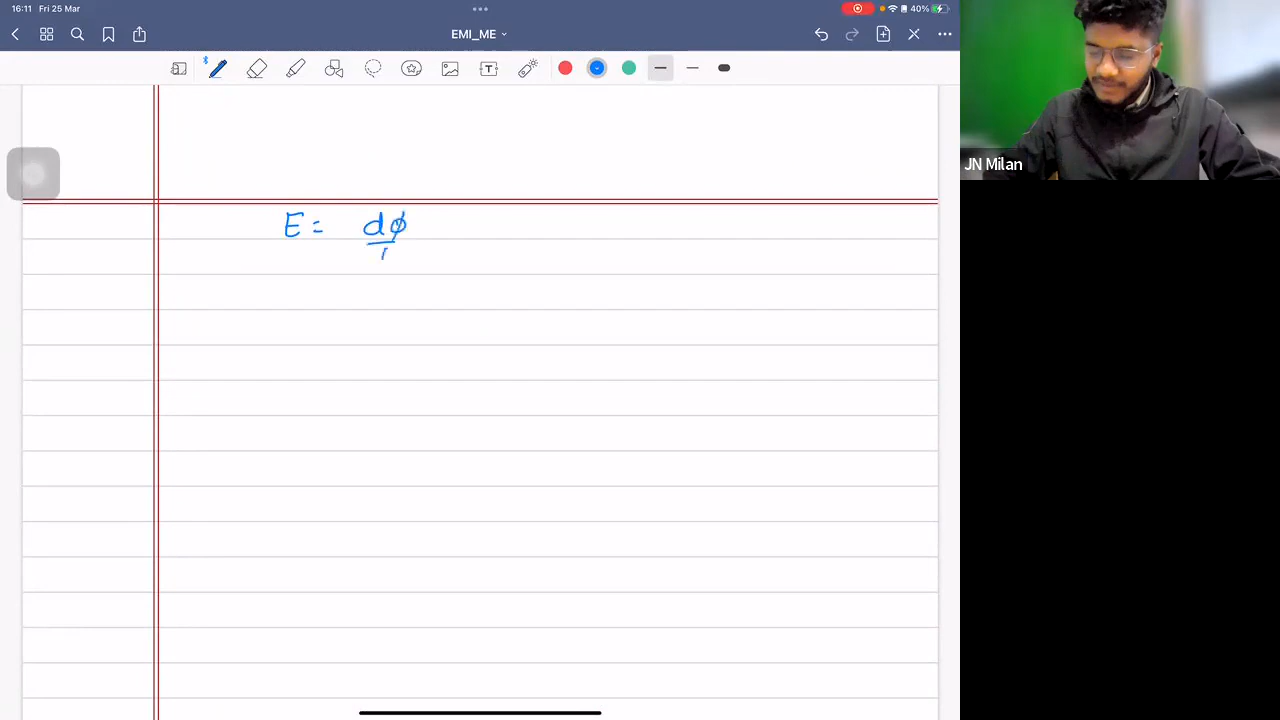 16:11 Fri 25 Mar
40%
EMI_ME
JN Milan
E = dϕ